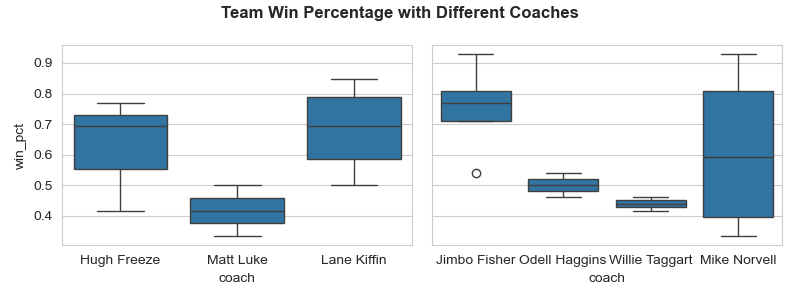 Team Win Percentage with Different Coaches
win_pct
0.9
0.8
0.7
0.6
0.5
0.4
Hugh Freeze Matt Luke Lane Kiffin
coach
Jimbo Fisher Odell Haggins Willie Taggart Mike Norvell
coach